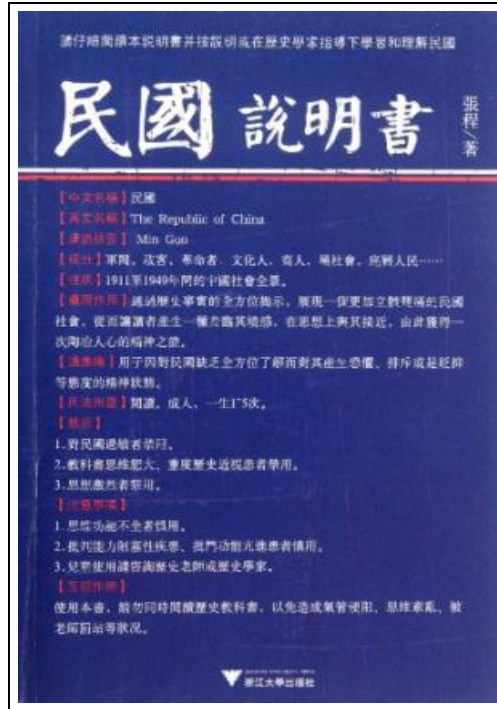 請仔細閱讀本說明書并按說明或在歷史學家指導下學習和理解民國
民國 說明書
張程/著
【中文名稱】民國
【英文名稱】The Republic of China
【漢語拼音】 Min Guo
【成分】軍閥、政客、革命者、文化人、商人、黑社會、底層人民……
【性狀】1911至1949年間的中國社會全景。
【藥理作用】通過歷史事實的全方位揭示，展現一個更加立體飛揚的民國
社會，從而讓讀者產生一種身臨其境感，在思想上與其接近，由此獲得一
次陶冶人心的精神之旅。
【適應癥】用于因對民國缺乏全方位了解而對其產生恐懼、排斥或是貶抑
等態度的精神狀態。
【用法用量】閱讀，成人，一生1~5次。
【禁忌】
1.對民國過敏者禁用。
2.教科書思維肥大、重度歷史近視患者禁用。
3.思想激烈者禁用。
【注意事項】
1.思維功能不全者慎用。
2.批判能力阻塞性疾患、批鬥功能亢進患者慎用。
3.兒童使用請咨詢歷史老師或歷史學家。
【互相作用】
使用本書，請勿同時閱讀歷史教科書，以免造成氣管梗阻、思維紊亂、被
老師罰站等狀況。
浙江大學出版社